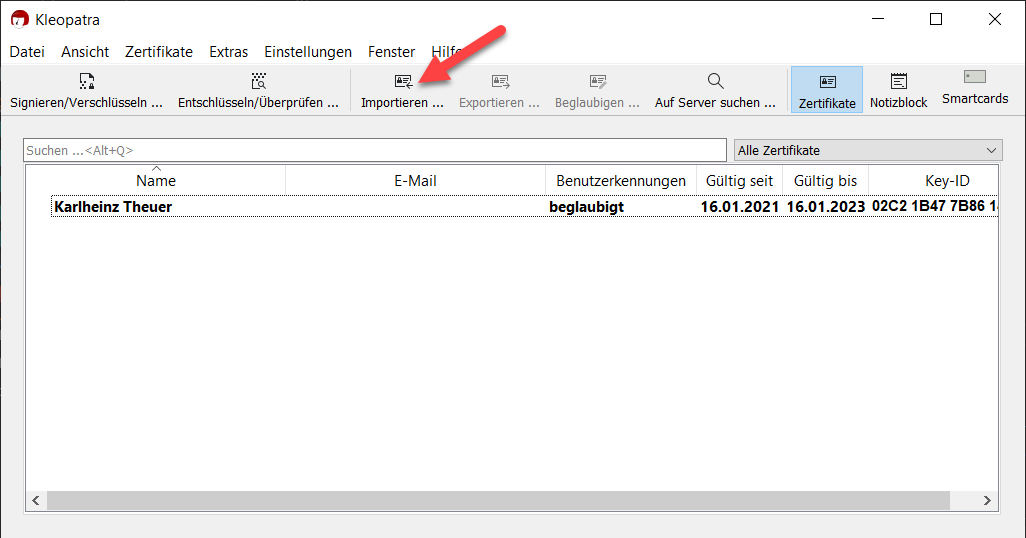 Kleopatra
Datei Ansicht Zertifikate Extras Einstellungen Fenster Hilfe
Signieren/Verschlüsseln ... Entschlüsseln/Überprüfen ... Importieren ... Exportieren ... Beglaubigen ... Auf Server suchen ... Zertifikate Notizblock Smartcards
Suchen ...<Alt+Q> Alle Zertifikate
Name E-Mail Benutzerkennungen Gültig seit Gültig bis Key-ID
Karlheinz Theuer beglaubigt 16.01.2021 16.01.2023 02C2 1B47 7B86